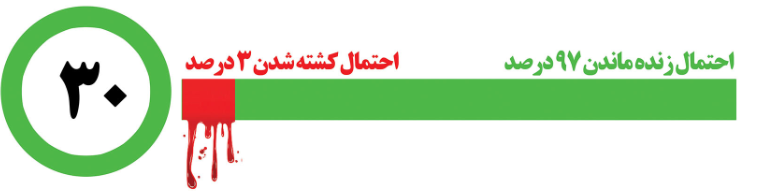 ۳۰
احتمال زنده ماندن ۹۷ درصد
احتمال کشته شدن ۳ درصد